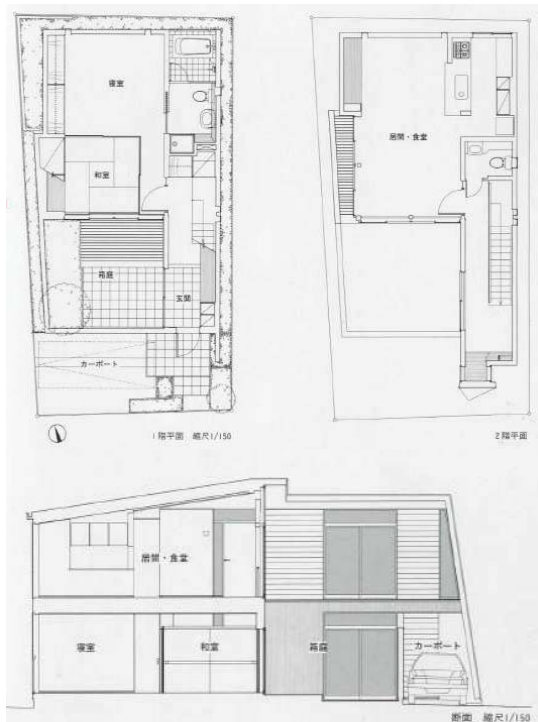 寝室
和室
箱庭
玄関
カーポート
1階平面 縮尺1/150
居間・食堂
2階平面
居間・食堂
寝室
和室
箱庭
カーポート
断面 縮尺1/150